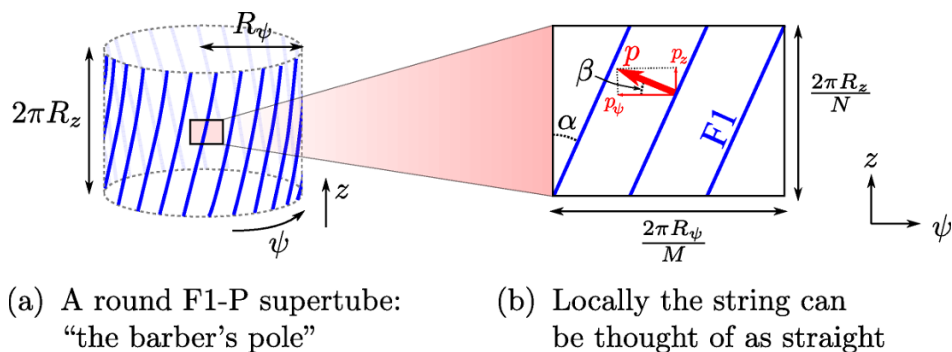 R_ψ
2πR_z
z
ψ
β
p
p_z
p_ψ
α
F1
2πR_z
N
2πR_ψ
M
z
ψ
(a) A round F1-P supertube:
“the barber’s pole”
(b) Locally the string can
be thought of as straight